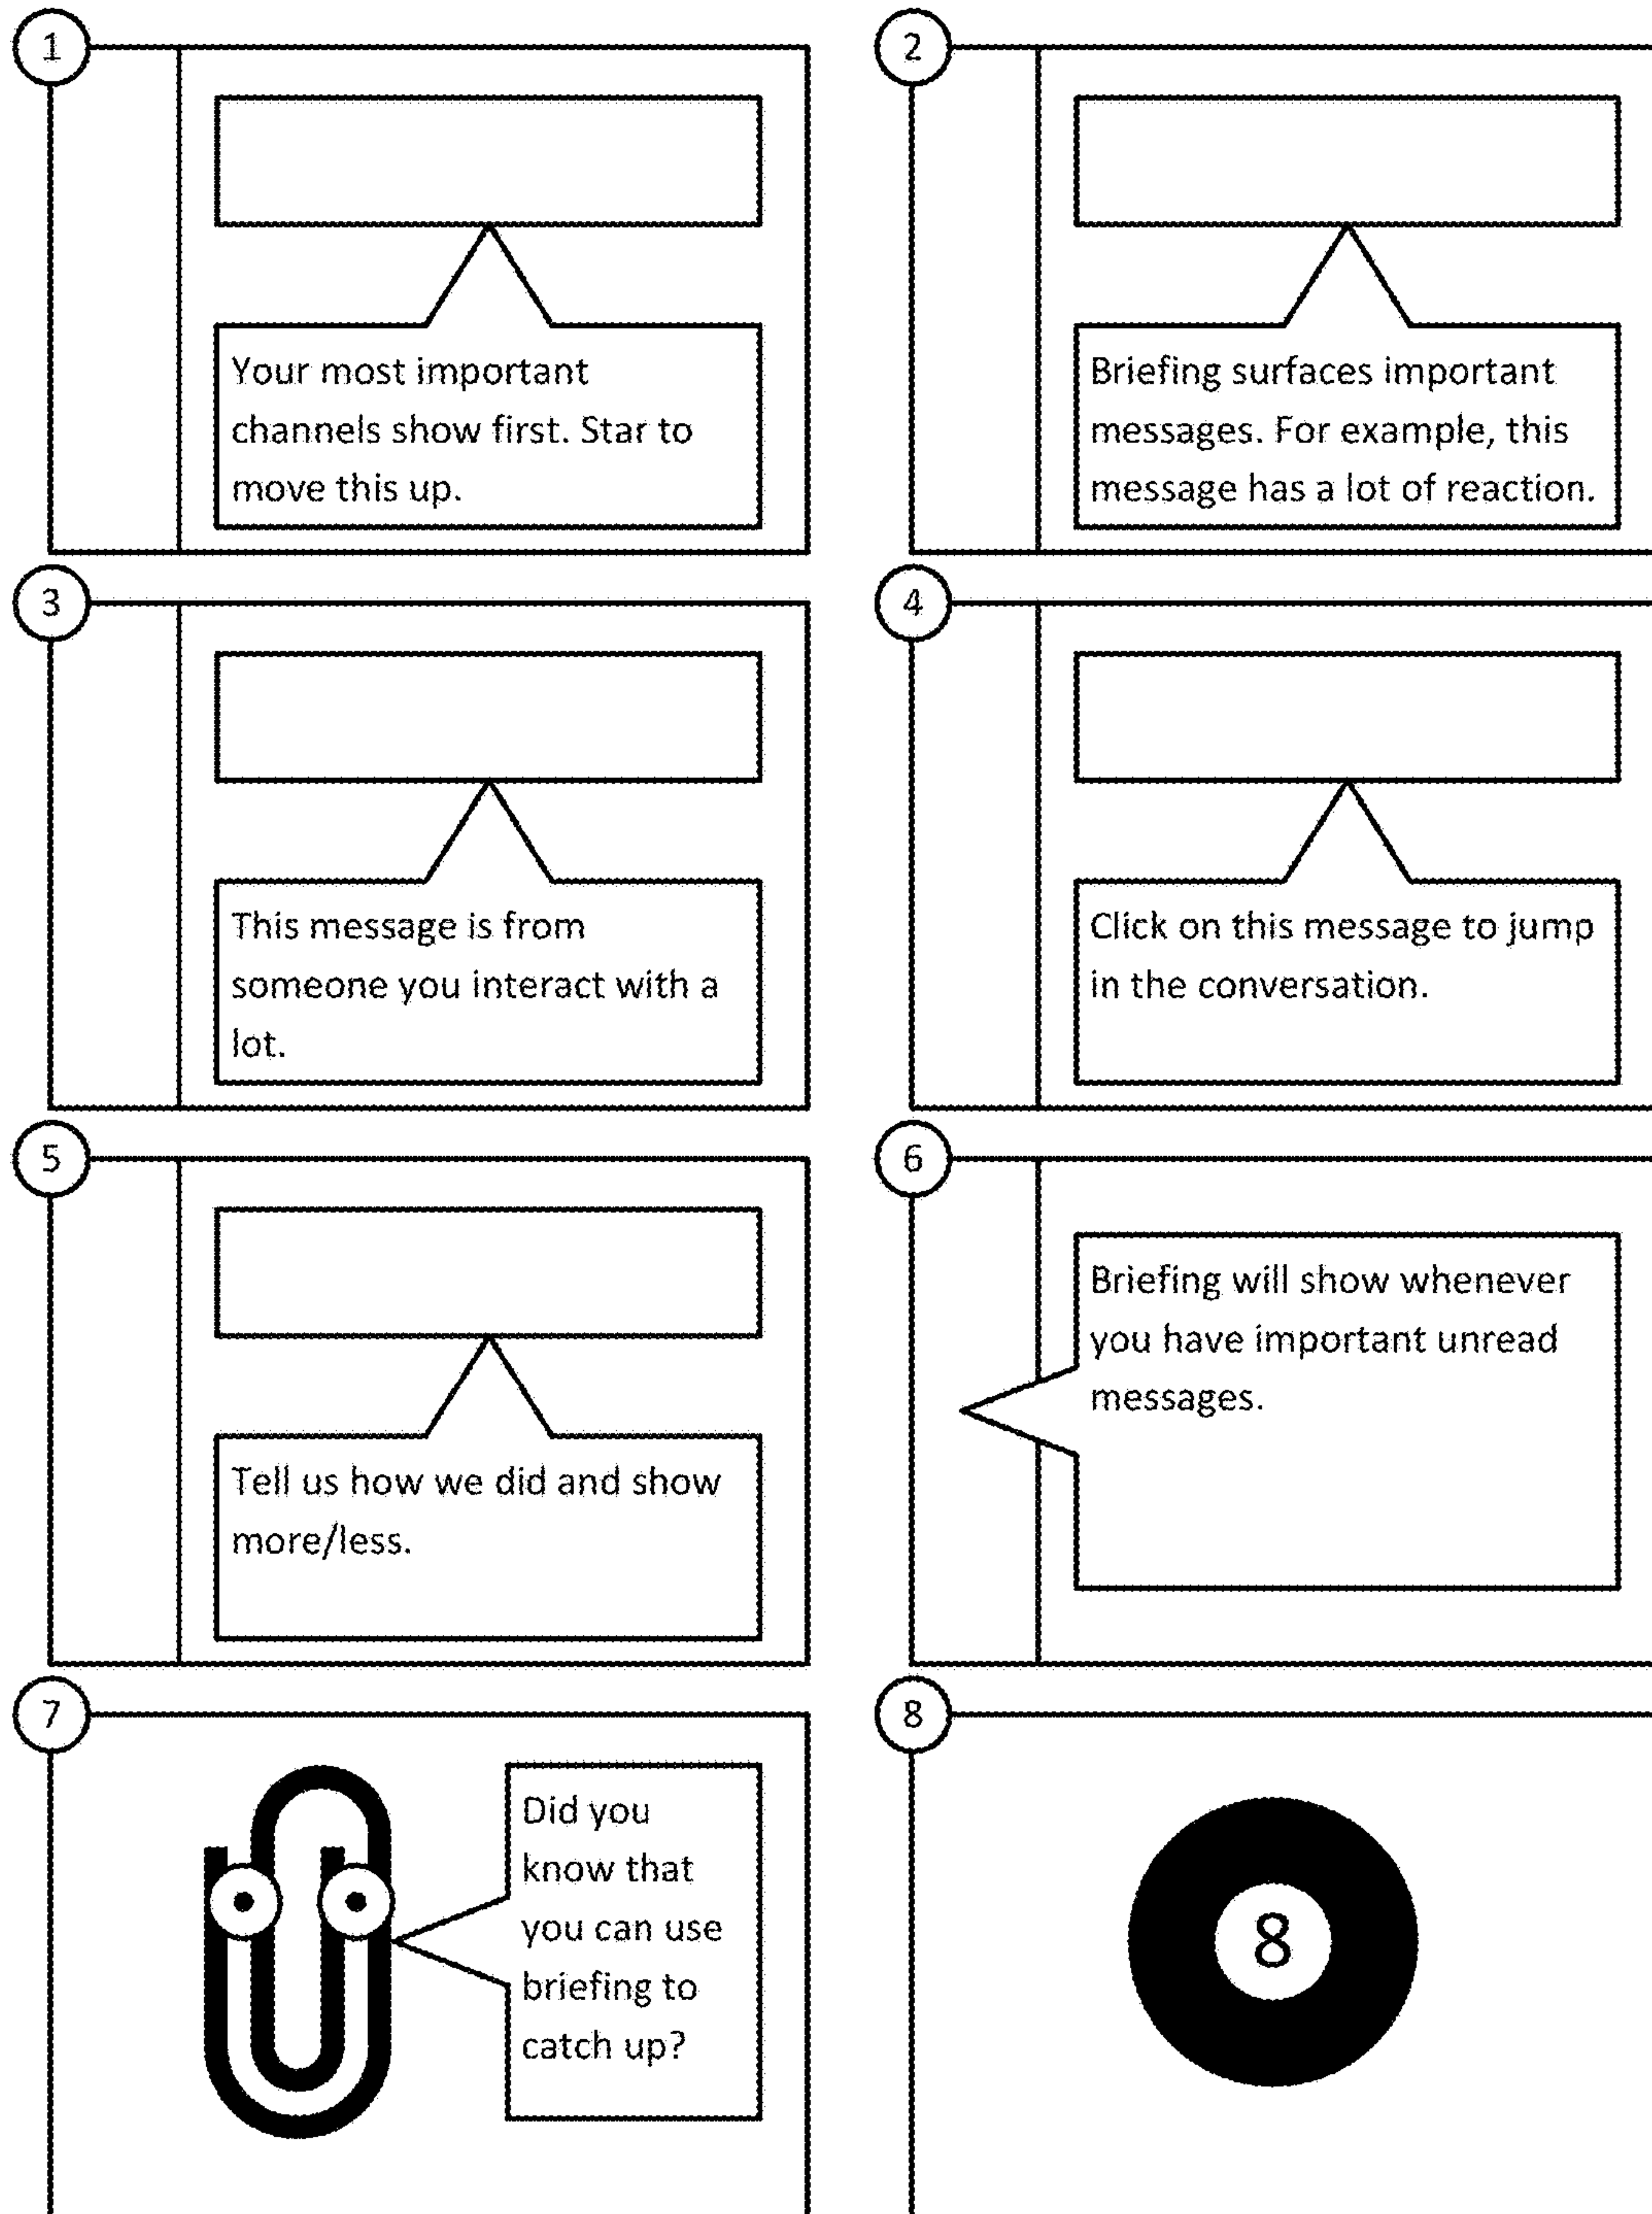 1
Your most important
channels show first. Star to
move this up.
2
Briefing surfaces important
messages. For example, this
message has a lot of reaction.
3
This message is from
someone you interact with a
lot.
4
Click on this message to jump
in the conversation.
5
Tell us how we did and show
more/less.
6
Briefing will show whenever
you have important unread
messages.
7
Did you
know that
you can use
briefing to
catch up?
8
8